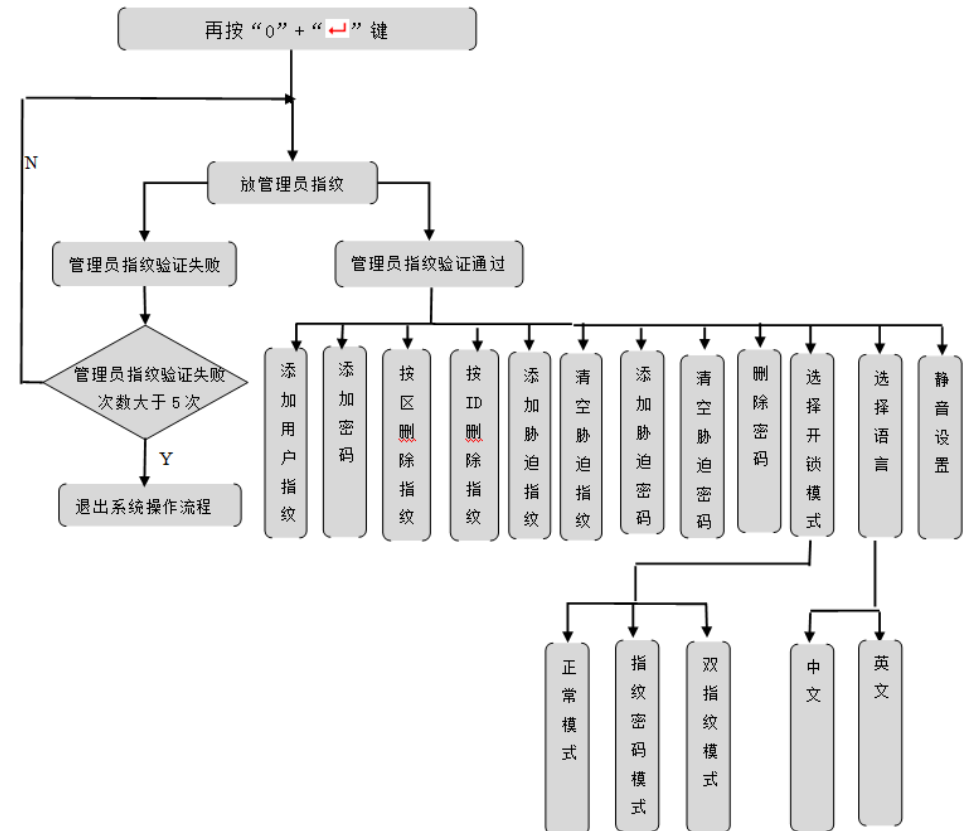 再按“0”+“↵”键
N
放管理员指纹
管理员指纹验证失败
管理员指纹验证通过
管理员指纹验证失败
次数大于5次
Y
退出系统操作流程
添加用户指纹
添加密码
按区删除指纹
按ID删除指纹
添加胁迫指纹
清空胁迫指纹
添加胁迫密码
清空胁迫密码
删除密码
选择开锁模式
选择语言
静音设置
正常模式
指纹密码模式
双指纹模式
中文
英文